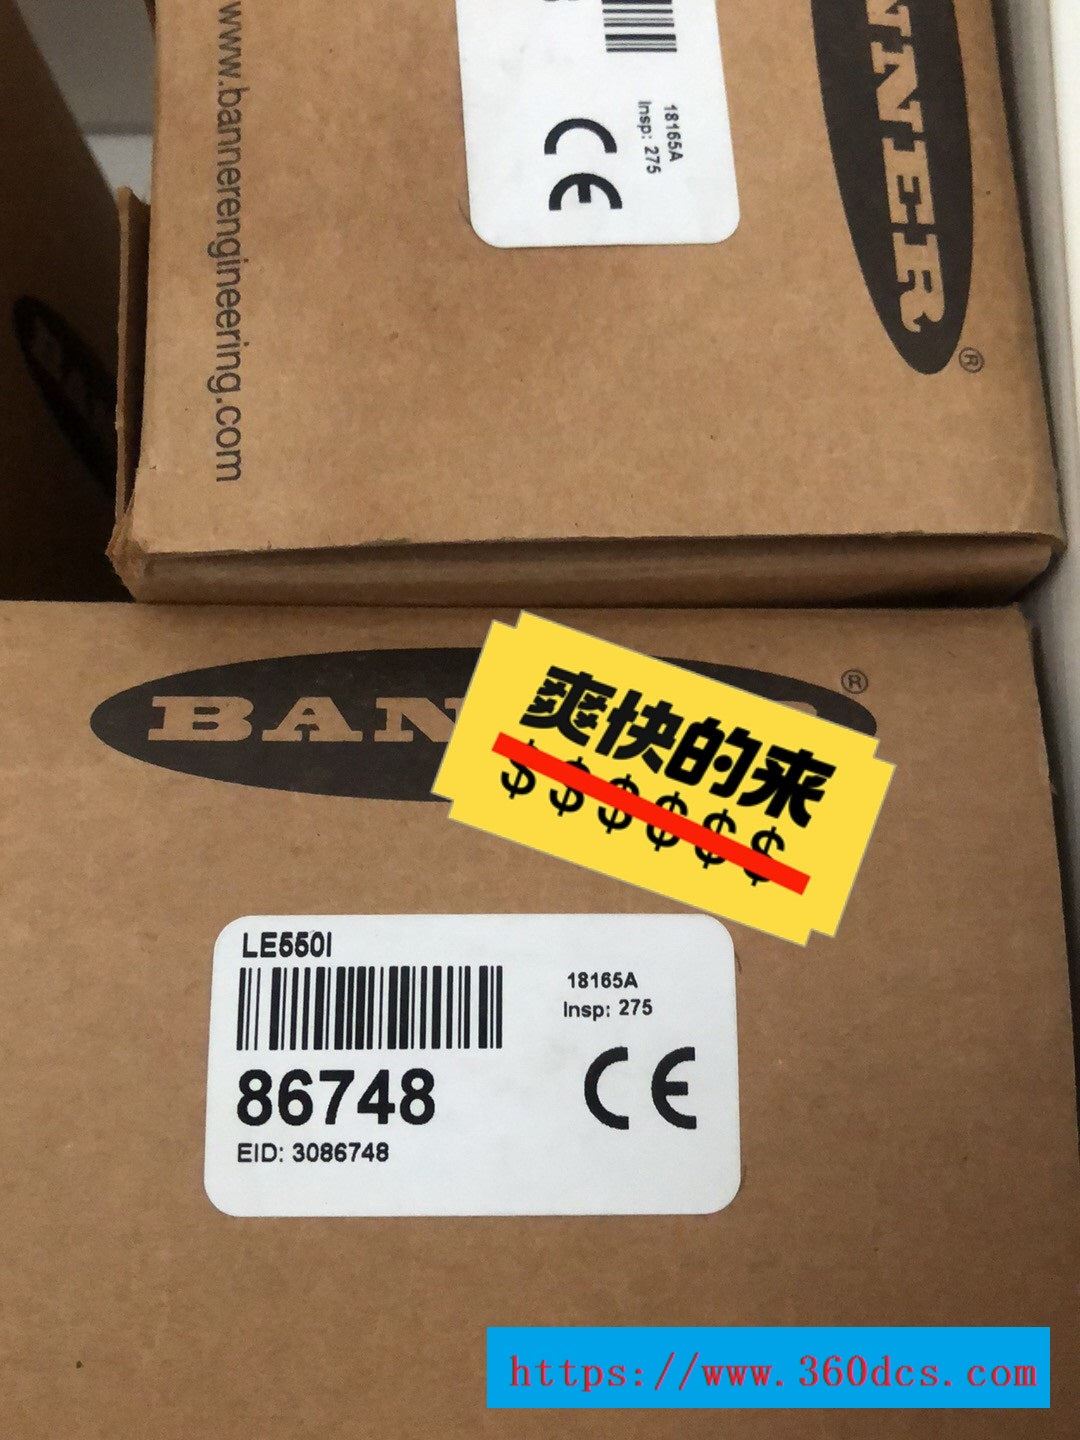 www.bannerengineering.com
18165A
Insp: 275
CE
NNER®
BAN
®
爽快的来
$$$$$$
LE550I
18165A
Insp: 275
86748
CE
EID: 3086748
https://www.360dcs.com